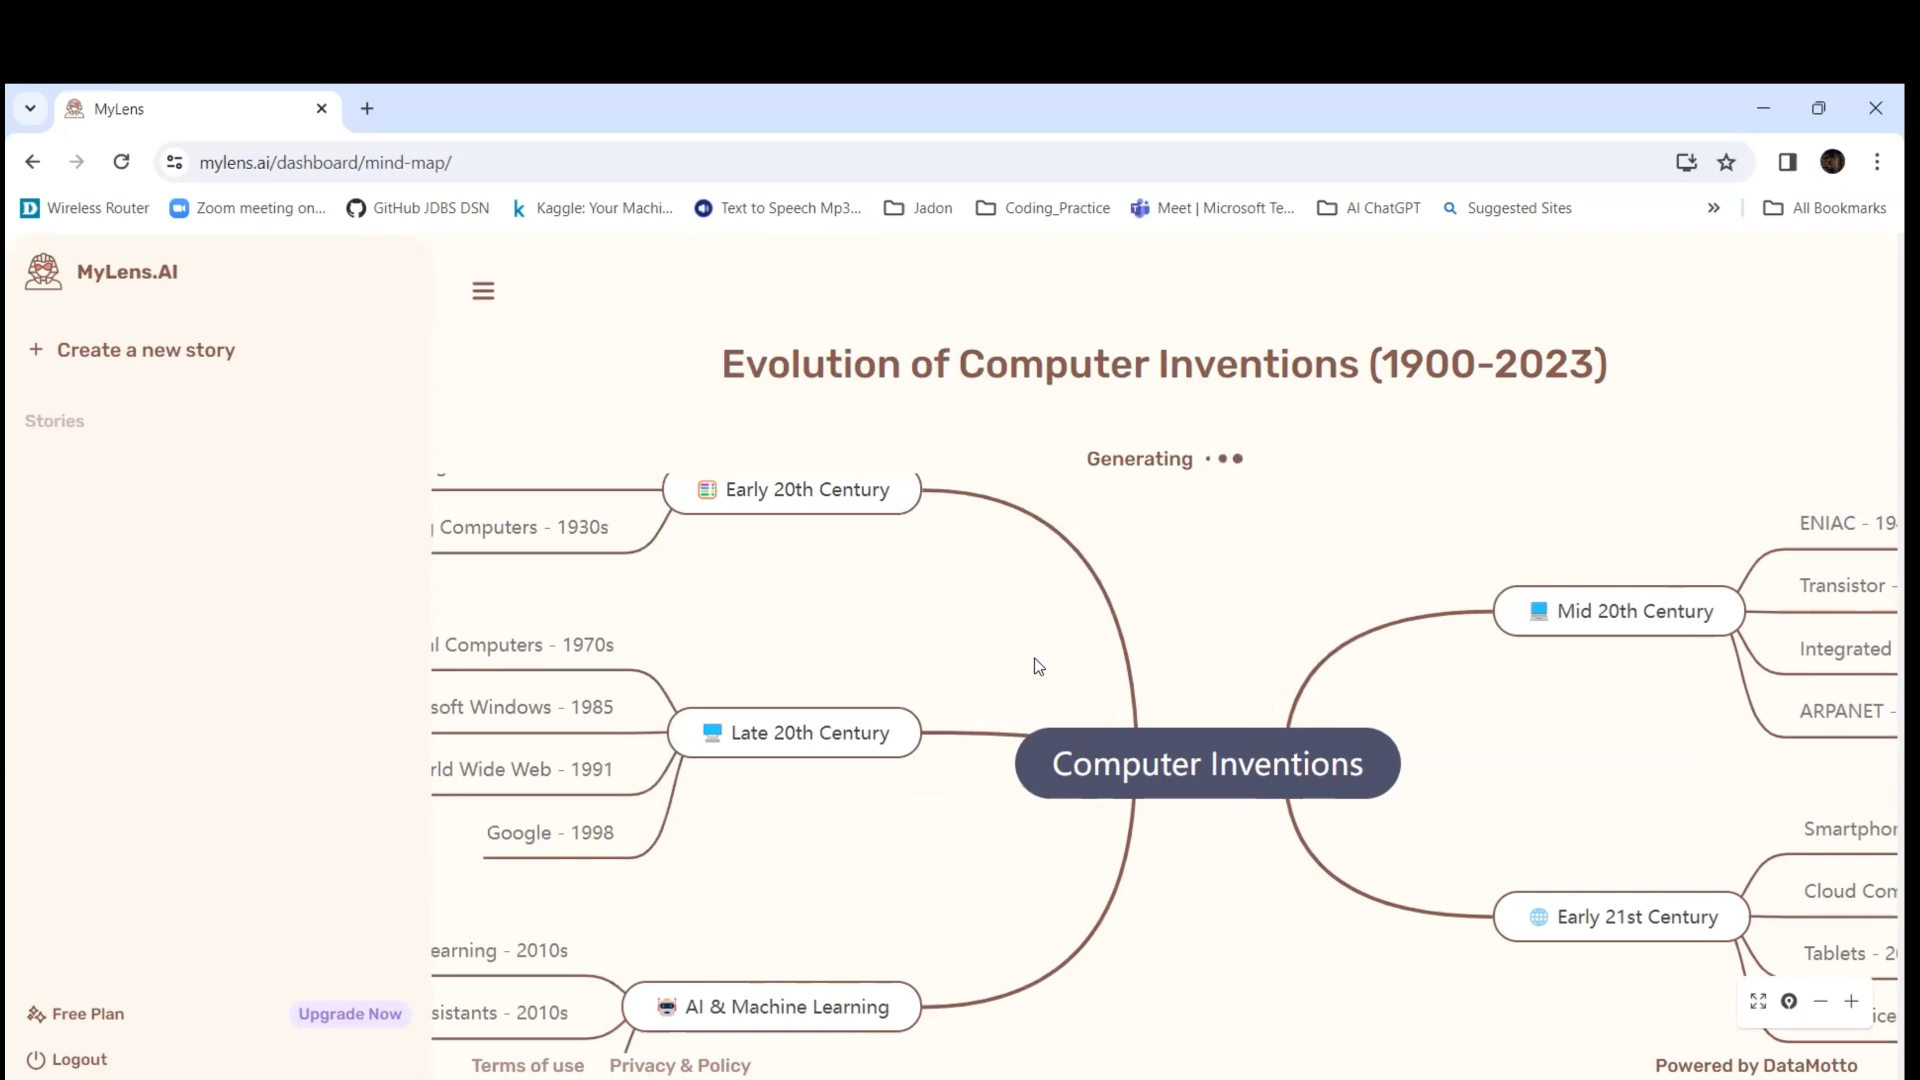 MyLens
mylens.ai/dashboard/mind-map/
Wireless Router
Zoom meeting on...
GitHub JDBS DSN
Kaggle: Your Machi...
Text to Speech Mp3...
Jadon
Coding_Practice
Meet | Microsoft Te...
AI ChatGPT
Suggested Sites
All Bookmarks
MyLens.AI
+ Create a new story
Stories
Evolution of Computer Inventions (1900-2023)
Generating
Early 20th Century
Computers - 1930s
Computers - 1970s
soft Windows - 1985
Late 20th Century
rld Wide Web - 1991
Google - 1998
earning - 2010s
AI & Machine Learning
sistants - 2010s
Computer Inventions
ENIAC - 19
Transistor -
Mid 20th Century
Integrated
ARPANET -
Smartphon
Cloud Com
Early 21st Century
Tablets - 2
ice
Free Plan
Upgrade Now
Logout
Terms of use
Privacy & Policy
Powered by DataMotto